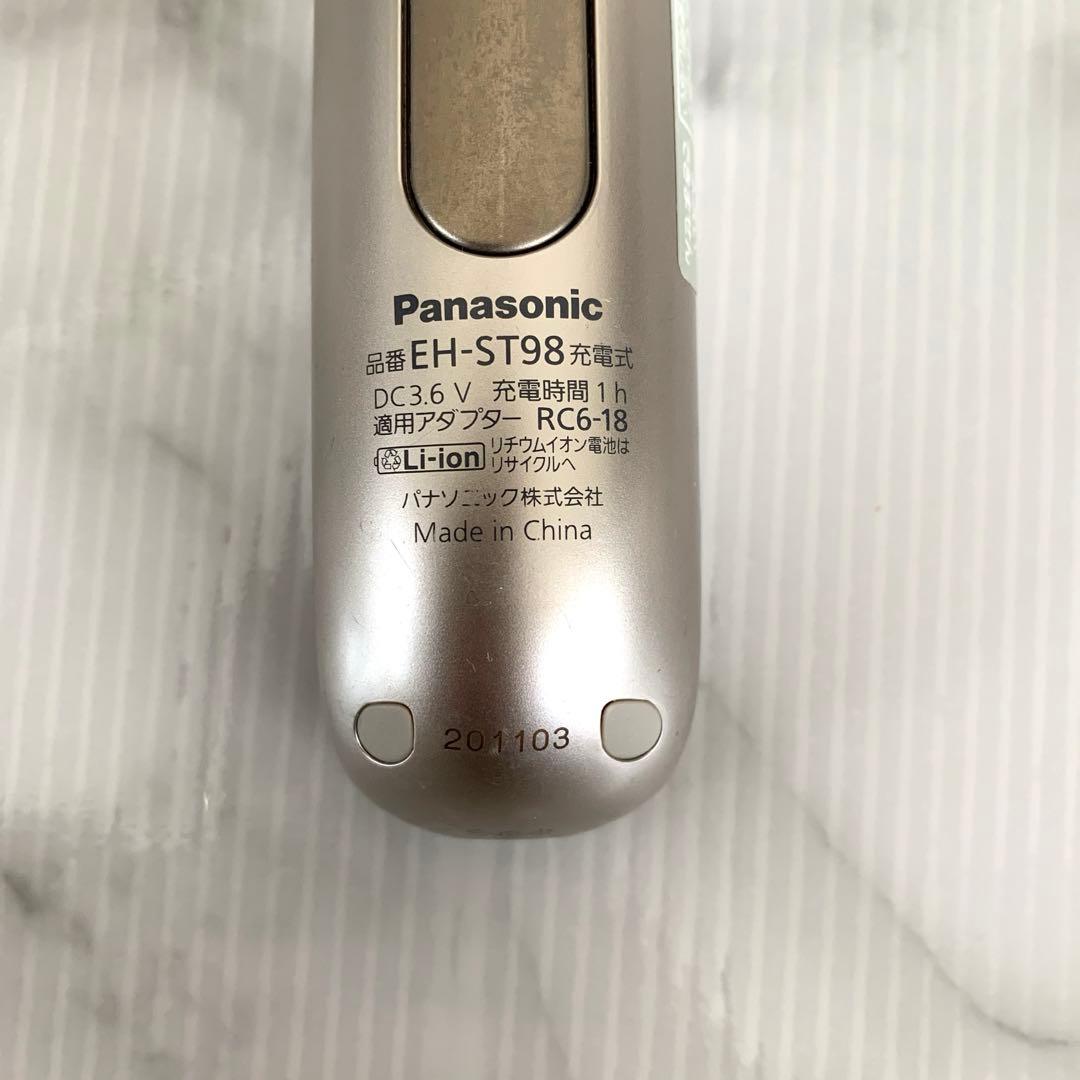 Panasonic
品番 EH-ST98 充電式
DC3.6 V 充電時間 1 h
適用アダプター RC6-18
Li-ion リチウムイオン電池は
リサイクルへ
パナソニック株式会社
Made in China
201103